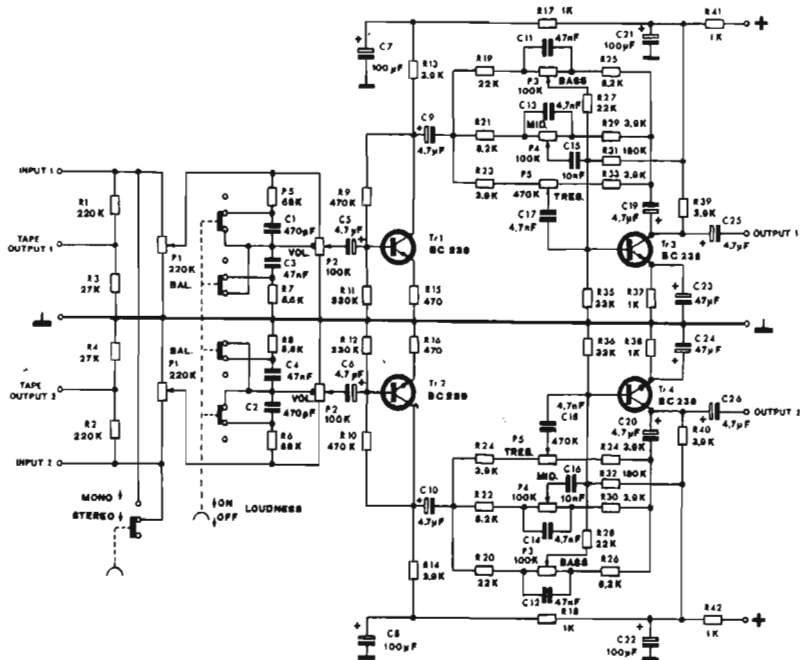 R17 1K
R41
1K
C7
100µF
R13
3,9K
C11 47nF
C21
100µF
R19
22K
P3
100K
BASS
R25
8,2K
R27
22K
C13 4,7nF
MID.
C9
4,7µF
R21
8,2K
P4
100K
R29 3,9K
C15
10nF
R31 180K
R23
3,9K
P5
470K
TRES.
R33 3,9K
C17
4,7nF
C19
4,7µF
R39
3,9K
C25
4,7µF
OUTPUT 1
INPUT 1
R1
220K
TAPE
OUTPUT 1
R3
27K
P1
220K
BAL.
P5
68K
C1
470pF
VOL.
C3
47nF
R7
5,6K
C5
4,7µ
P2
100K
R9
470K
Tr1
BC 239
R11
330K
R15
470
Tr3
BC 238
R35
33K
R37
1K
C23
47µF
R4
27K
BAL.
P1
220K
TAPE
OUTPUT 2
R2
220K
INPUT 2
R8
5,6K
C4
47nF
VOL.
C2
470pF
R6
68K
R12
330K
C6
4,7µ
P2
100K
R10
470K
R16
470
Tr2
BC 239
R36
33K
R38
1K
C24
47µF
Tr4
BC 238
C20
4,7µF
C26
4,7µF
OUTPUT 2
R40
3,9K
4,7nF
C18
470K
P5
TRES.
R24
3,9K
R24
3,9K
MID.
C16
10nF
R32 180K
C10
4,7µF
R22
8,2K
P4
100K
R30 3,9K
C14 4,7nF
R28
22K
R20
22K
P3
100K
BASS
R26
8,2K
C12 47nF
R14
3,9K
MONO
STEREO
ON
OFF
LOUDNESS
C8
100µF
R18
1K
C22
100µF
R42
1K